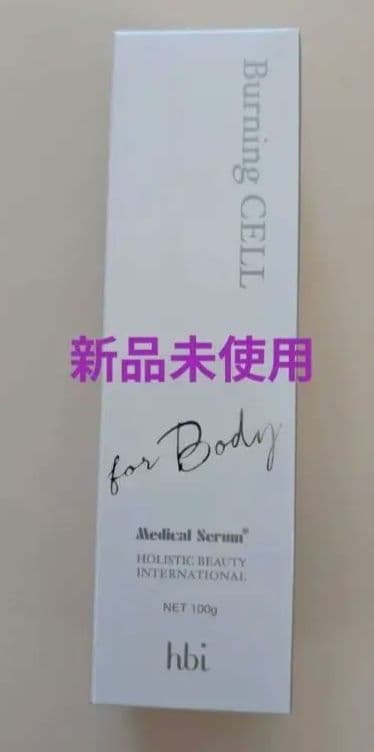 Burning CELL
新品未使用
for Body
Medical Serum®
HOLISTIC BEAUTY
INTERNATIONAL
NET 100g
hbi